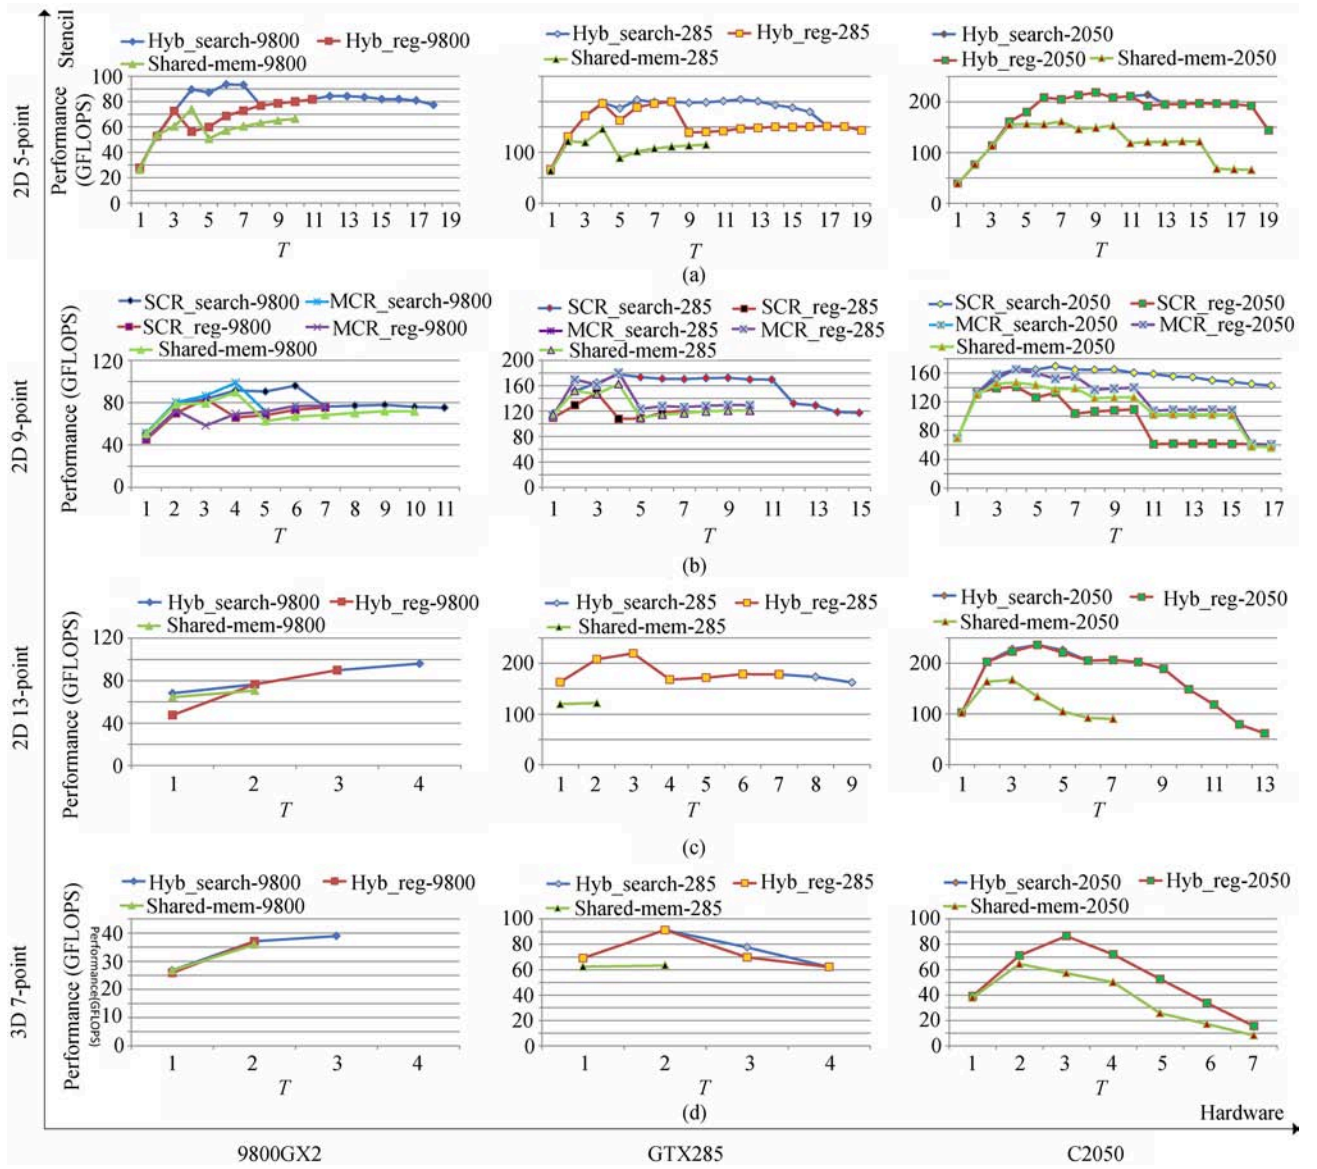 Stencil
2D 5-point
Performance (GFLOPS)
Hyb_search-9800 Hyb_reg-9800
Shared-mem-9800
100
80
60
40
20
0
1 3 5 7 9 11 13 15 17 19
T
Hyb_search-285 Hyb_reg-285
Shared-mem-285
200
100
0
1 3 5 7 9 11 13 15 17 19
T
Hyb_search-2050
Hyb_reg-2050 Shared-mem-2050
200
100
0
1 3 5 7 9 11 13 15 17 19
T
(a)
2D 9-point
Performance (GFLOPS)
SCR_search-9800 MCR_search-9800
SCR_reg-9800 MCR_reg-9800
Shared-mem-9800
120
80
40
0
1 2 3 4 5 6 7 8 9 10 11
T
SCR_search-285 SCR_reg-285
MCR_search-285 MCR_reg-285
Shared-mem-285
200
160
120
80
40
0
1 3 5 7 9 11 13 15
T
SCR_search-2050 SCR_reg-2050
MCR_search-2050 MCR_reg-2050
Shared-mem-2050
160
120
80
40
0
1 3 5 7 9 11 13 15 17
T
(b)
2D 13-point
Performance (GFLOPS)
Hyb_search-9800 Hyb_reg-9800
Shared-mem-9800
120
80
40
0
1 2 3 4
T
Hyb_search-285 Hyb_reg-285
Shared-mem-285
200
100
0
1 2 3 4 5 6 7 8 9
T
Hyb_search-2050 Hyb_reg-2050
Shared-mem-2050
200
100
0
1 3 5 7 9 11 13
T
(c)
3D 7-point
Performance (GFLOPS)
Hyb_search-9800 Hyb_reg-9800
Shared-mem-9800
Performance(GFLOPS)
40
30
20
10
0
1 2 3 4
T
Hyb_search-285 Hyb_reg-285
Shared-mem-285
100
80
60
40
20
0
1 2 3 4
T
Hyb_search-2050 Hyb_reg-2050
Shared-mem-2050
100
80
60
40
20
0
1 2 3 4 5 6 7
T
(d)
Hardware
9800GX2 GTX285 C2050